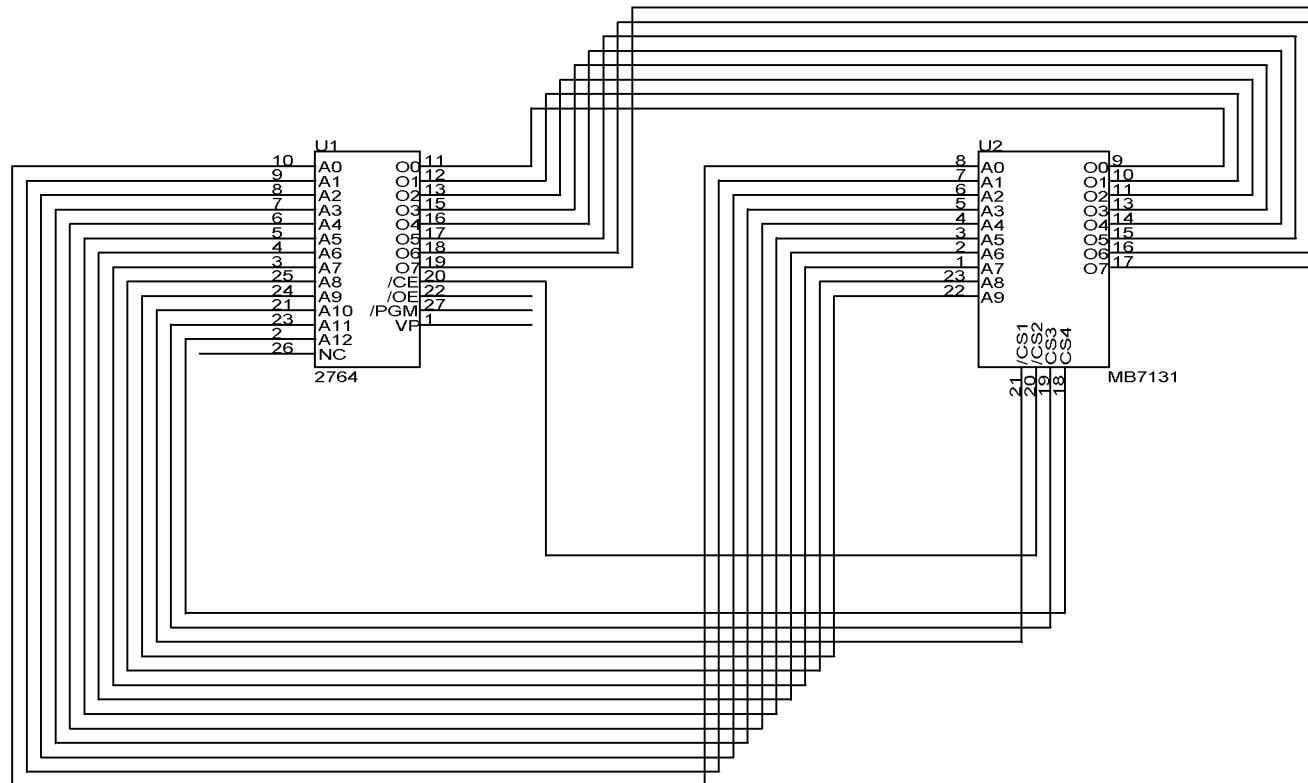 U1
10 A0 O0 11
9 A1 O1 12
8 A2 O2 13
7 A3 O3 15
6 A4 O4 16
5 A5 O5 17
4 A6 O6 18
3 A7 O7 19
25 A8 /CE 20
24 A9 /OE 22
21 A10 /PGM 27
23 A11 VP 1
2 A12
26 NC
2764
U2
8 A0 O0 9
7 A1 O1 10
6 A2 O2 11
5 A3 O3 13
4 A4 O4 14
3 A5 O5 15
2 A6 O6 16
1 A7 O7 17
23 A8
22 A9
/CS1 /CS2 CS3 CS4
21 20 19 18
MB7131